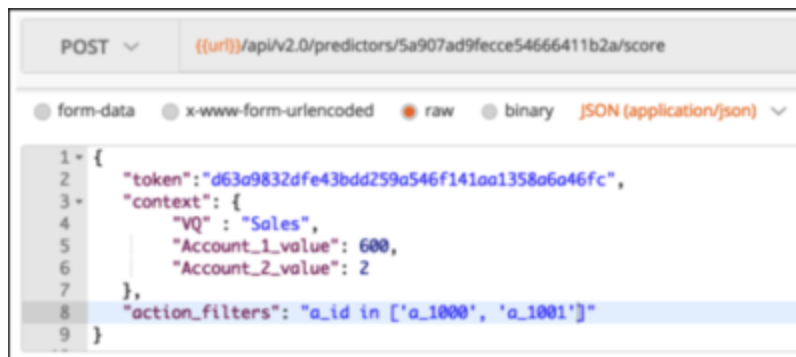 POST {{url}}/api/v2.0/predictors/5a907ad9fecce54666411b2a/score
form-data x-www-form-urlencoded raw binary JSON (application/json)
1 {
2 "token":"d63a9832dfe43bdd259a546f141aa1358a6a46fc",
3 "context": {
4 "VQ" : "Sales",
5 "Account_1_value": 600,
6 "Account_2_value": 2
7 },
8 "action_filters": "a_id in ['a_1000', 'a_1001']"
9 }